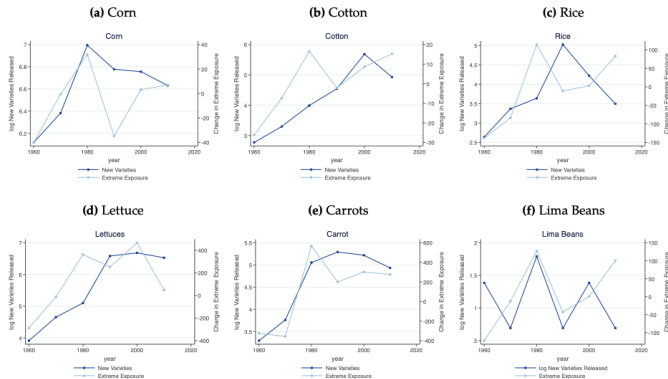 (a) Corn
Corn
log New Varieties Released
7
6.8
6.6
6.4
6.2
40
20
0
-20
-40
Change in Extreme Exposure
1960 1980 2000 2020
year
New Varieties
Extreme Exposure
(b) Cotton
Cotton
log New Varieties Released
6
5
4
3
20
10
0
-10
-20
-30
Change in Extreme Exposure
1960 1980 2000 2020
year
New Varieties
Extreme Exposure
(c) Rice
Rice
log New Varieties Released
5
4.5
4
3.5
3
2.5
100
50
0
-50
-100
-150
Change in Extreme Exposure
1960 1980 2000 2020
year
New Varieties
Extreme Exposure
(d) Lettuce
Lettuces
log New Varieties Released
7
6
5
4
400
200
0
-200
-400
Change in Extreme Exposure
1960 1980 2000 2020
year
New Varieties
Extreme Exposure
(e) Carrots
Carrot
log New Varieties Released
5.5
5
4.5
4
3.5
600
400
200
0
-200
-400
Change in Extreme Exposure
1960 1980 2000 2020
year
New Varieties
Extreme Exposure
(f) Lima Beans
Lima Beans
log New Varieties Released
2
1.5
1
.5
150
100
50
0
-50
-100
Change in Extreme Exposure
1960 1980 2000 2020
year
log New Varieties Released
Extreme Exposure